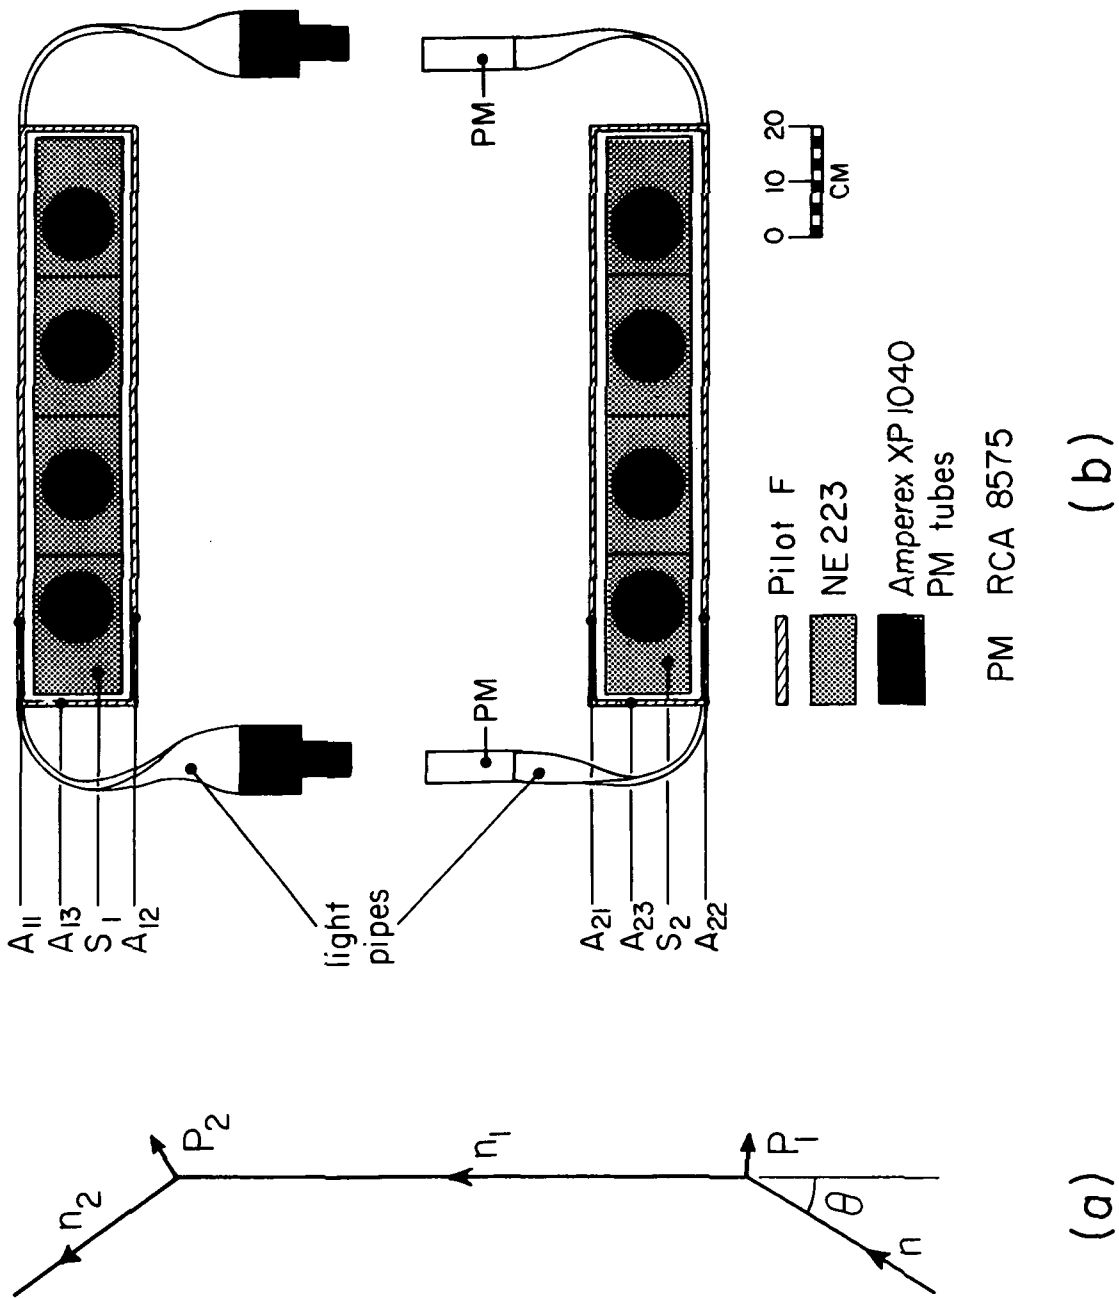 n2
P2
n1
P1
θ
n
(a)
A11
A13
S1
A12
light
pipes
PM
PM
A21
A23
S2
A22
0 10 20
CM
Pilot F
NE 223
Amperex XP 1040
PM tubes
PM RCA 8575
(b)